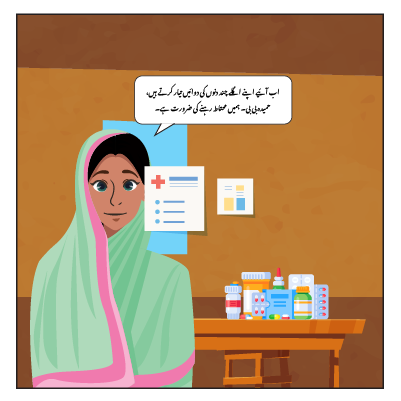 اب آئیے اپنے اگلے چند دنوں کی دوائیں تیار کرتے ہیں،
حمیدہ بی بی۔ ہمیں محتاط رہنے کی ضرورت ہے۔